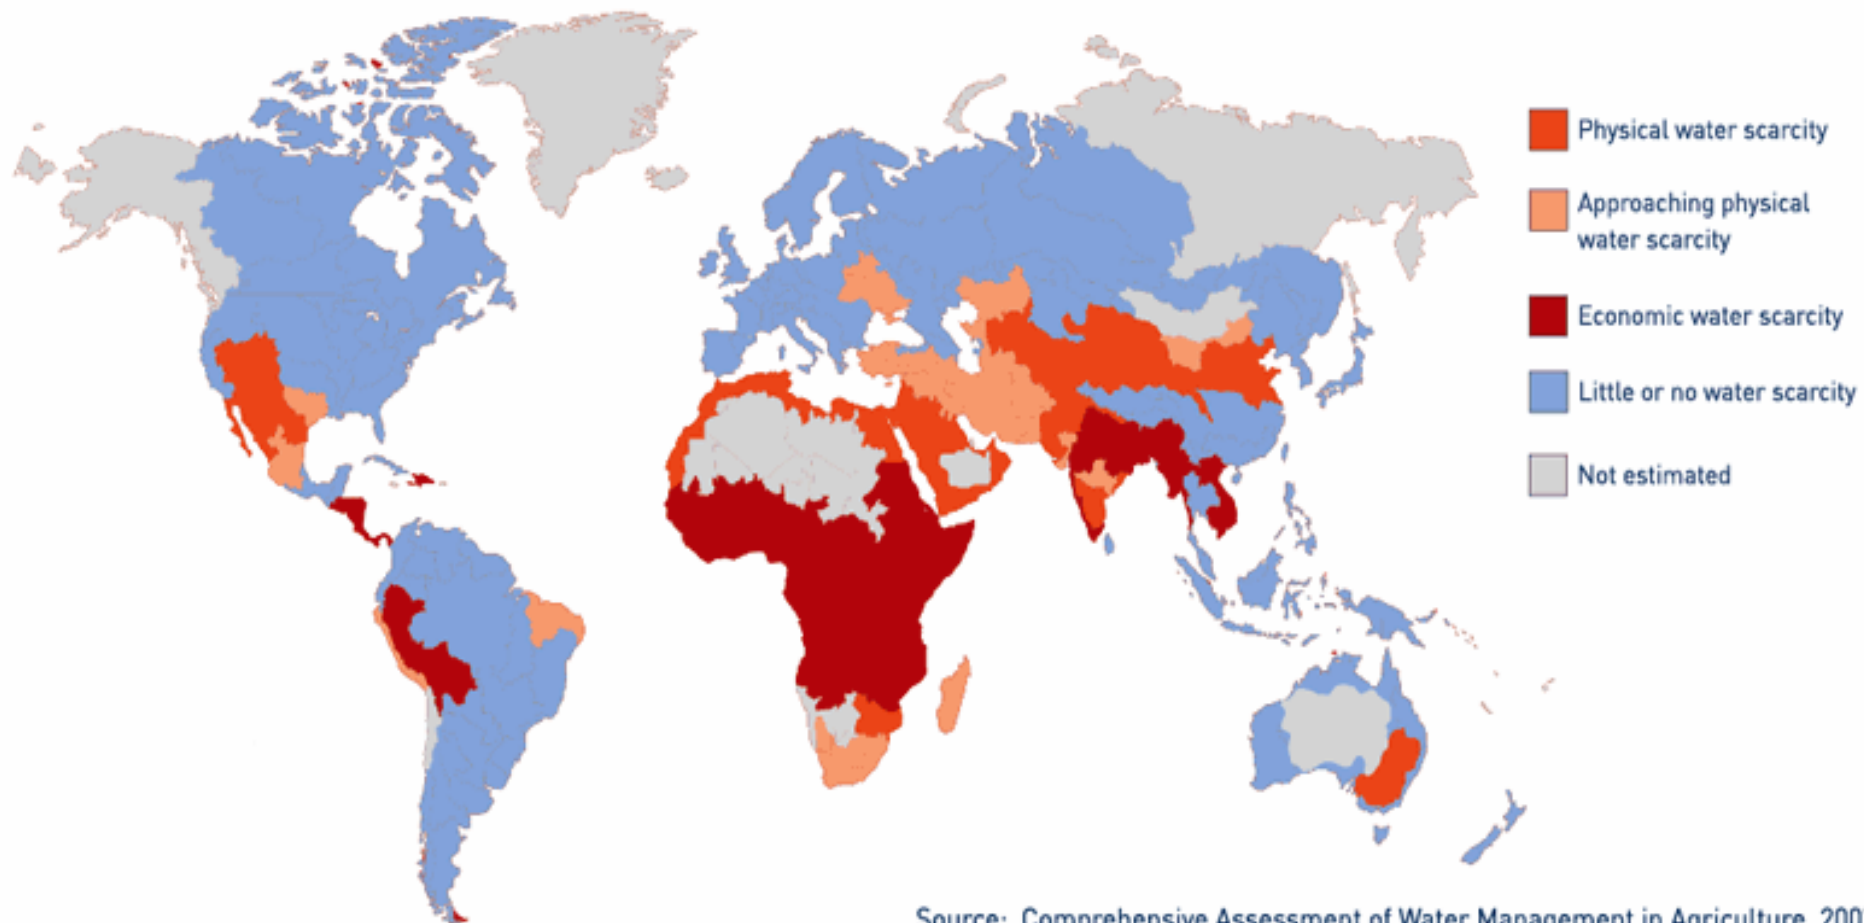 Physical water scarcity
Approaching physical
water scarcity
Economic water scarcity
Little or no water scarcity
Not estimated
Source: Comprehensive Assessment of Water Management in Agriculture, 200